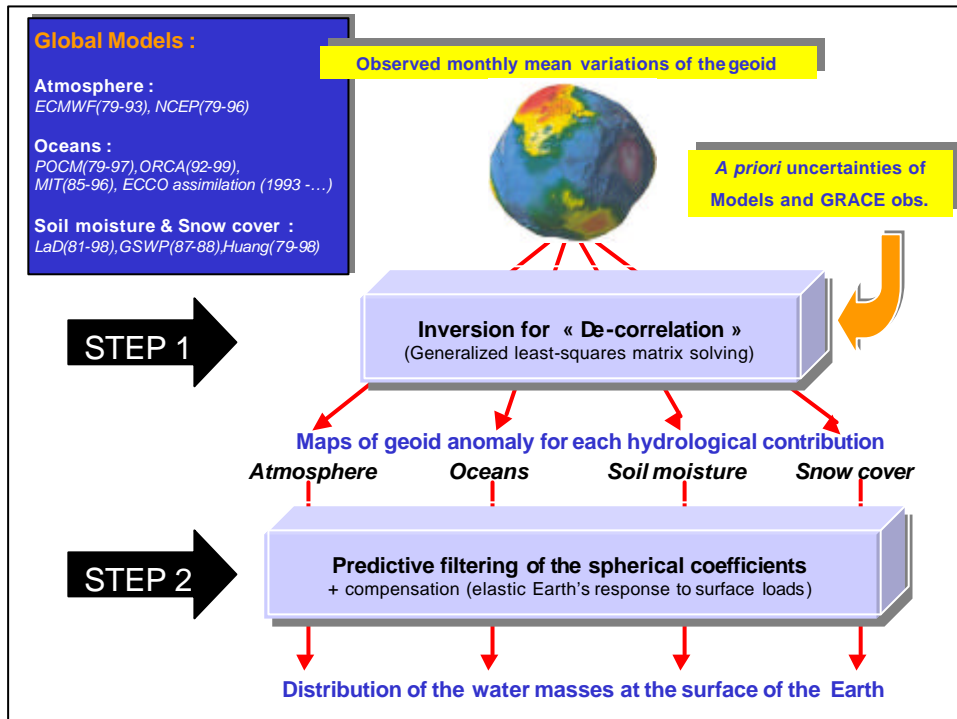 Global Models :
Atmosphere :
ECMWF(79-93), NCEP(79-96)
Oceans :
POCM(79-97),ORCA(92-99),
MIT(85-96), ECCO assimilation (1993 -…)
Soil moisture & Snow cover :
LaD(81-98),GSWP(87-88),Huang(79-98)
Observed monthly mean variations of the geoid
A priori uncertainties of
Models and GRACE obs.
STEP 1
Inversion for « De-correlation »
(Generalized least-squares matrix solving)
Maps of geoid anomaly for each hydrological contribution
Atmosphere Oceans Soil moisture Snow cover
STEP 2
Predictive filtering of the spherical coefficients
+ compensation (elastic Earth's response to surface loads)
Distribution of the water masses at the surface of the Earth